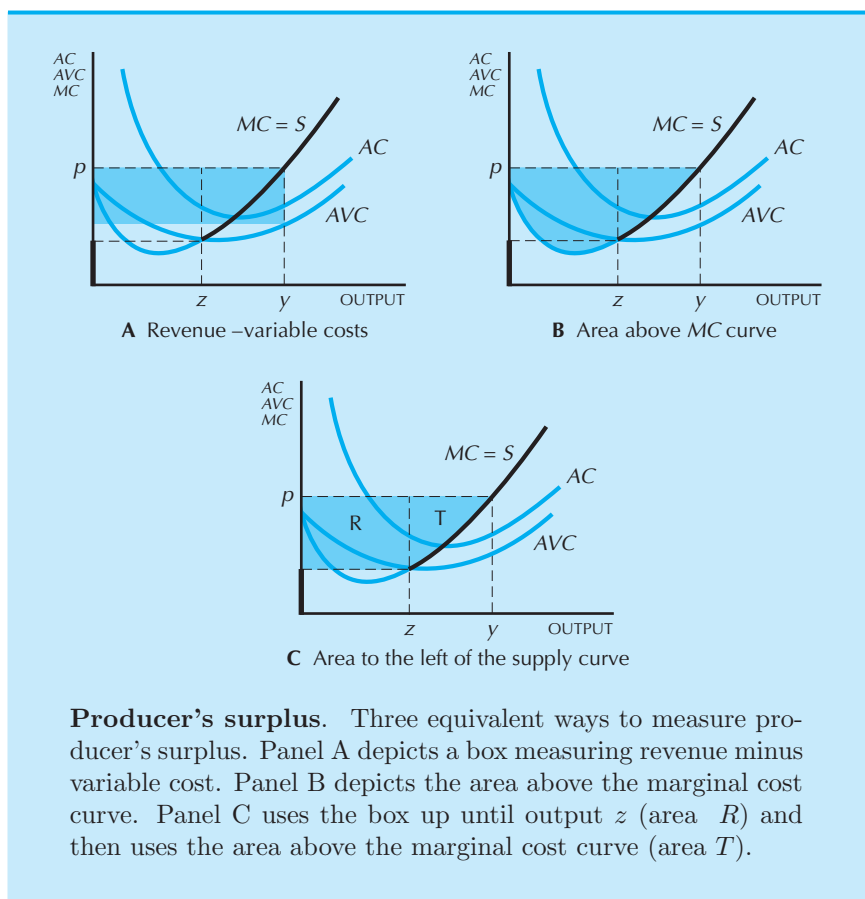 AC
AVC
MC
MC = S
AC
p
AVC
z
y
OUTPUT
A Revenue –variable costs
AC
AVC
MC
MC = S
AC
p
AVC
z
y
OUTPUT
B Area above MC curve
AC
AVC
MC
MC = S
AC
p
R
T
AVC
z
y
OUTPUT
C Area to the left of the supply curve
Producer's surplus. Three equivalent ways to measure pro-
ducer's surplus. Panel A depicts a box measuring revenue minus
variable cost. Panel B depicts the area above the marginal cost
curve. Panel C uses the box up until output z (area R) and
then uses the area above the marginal cost curve (area T).